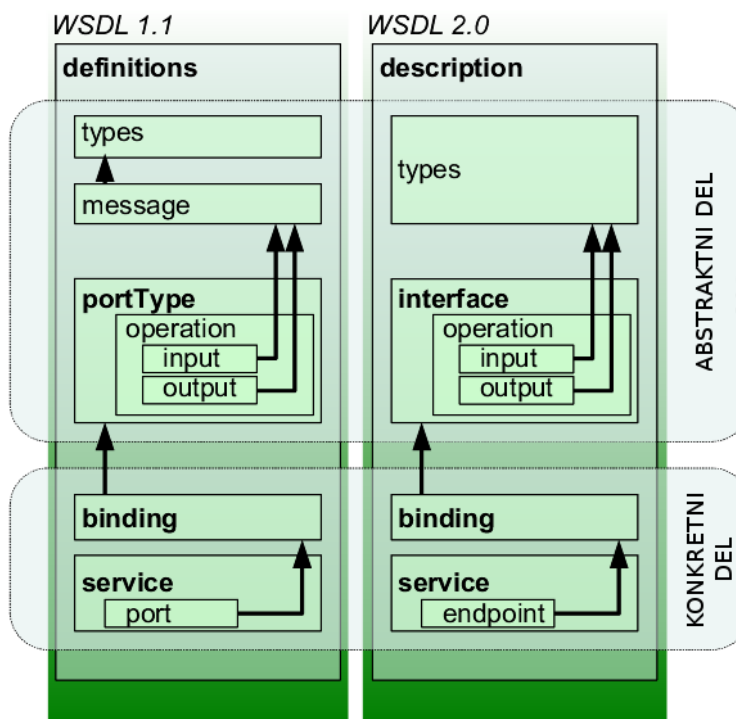 WSDL 1.1
definitions
types
message
portType
operation
input
output
binding
service
port
WSDL 2.0
description
types
interface
operation
input
output
binding
service
endpoint
ABSTRAKTNI DEL
KONKRETNI
DEL